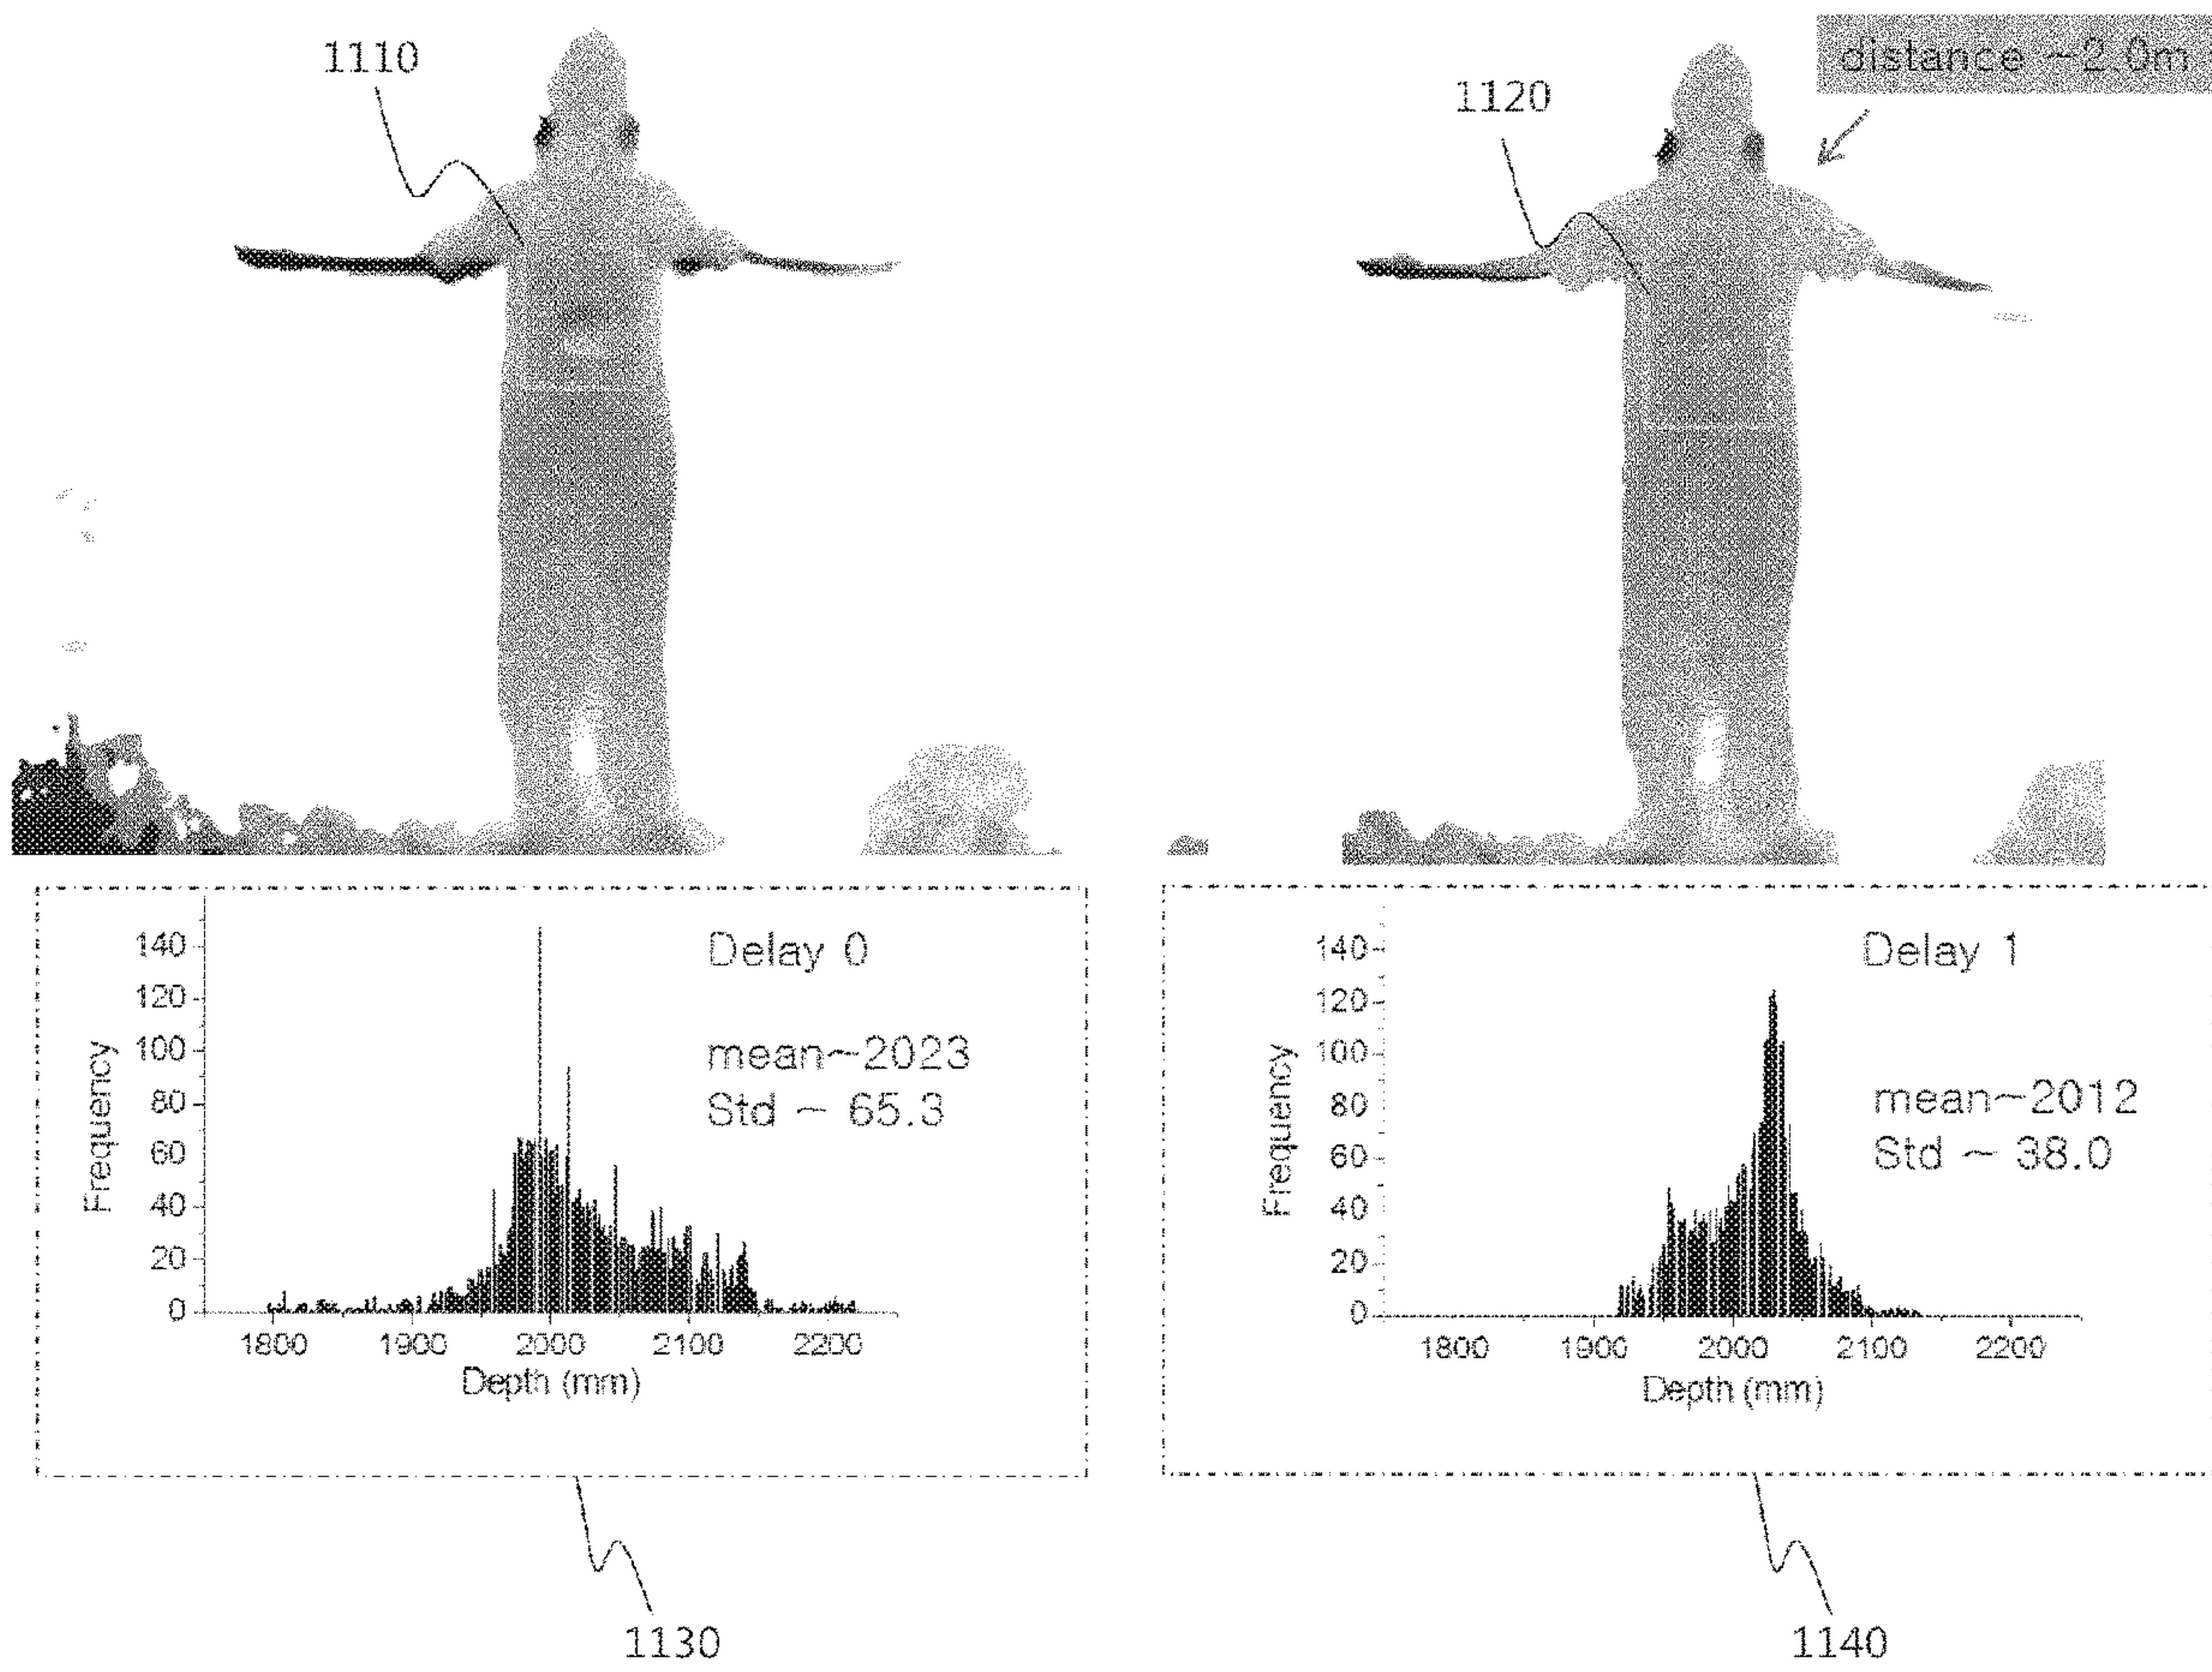 1110
1120
distance ~2.0m
Delay 0
mean~2023
Std ~ 65.3
Frequency
140
120
100
80
60
40
20
0
1800 1900 2000 2100 2200
Depth (mm)
1130
Delay 1
mean~2012
Std ~ 38.0
Frequency
140
120
100
80
60
40
20
0
1800 1900 2000 2100 2200
Depth (mm)
1140